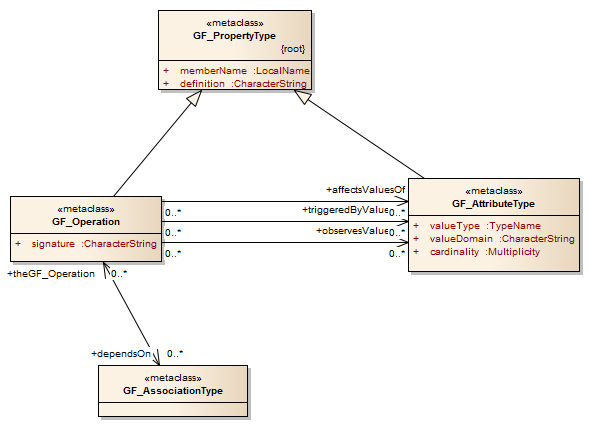 «metaclass»
GF_PropertyType
{root}
+ memberName :LocalName
+ definition :CharacterString
+affectsValuesOf
«metaclass»
GF_Operation
+ signature :CharacterString
0..*
0..*
+triggeredByValue
0..*
0..*
+observesValue
0..*
0..*
«metaclass»
GF_AttributeType
+ valueType :TypeName
+ valueDomain :CharacterString
+ cardinality :Multiplicity
+theGF_Operation 0..*
+dependsOn 0..*
«metaclass»
GF_AssociationType